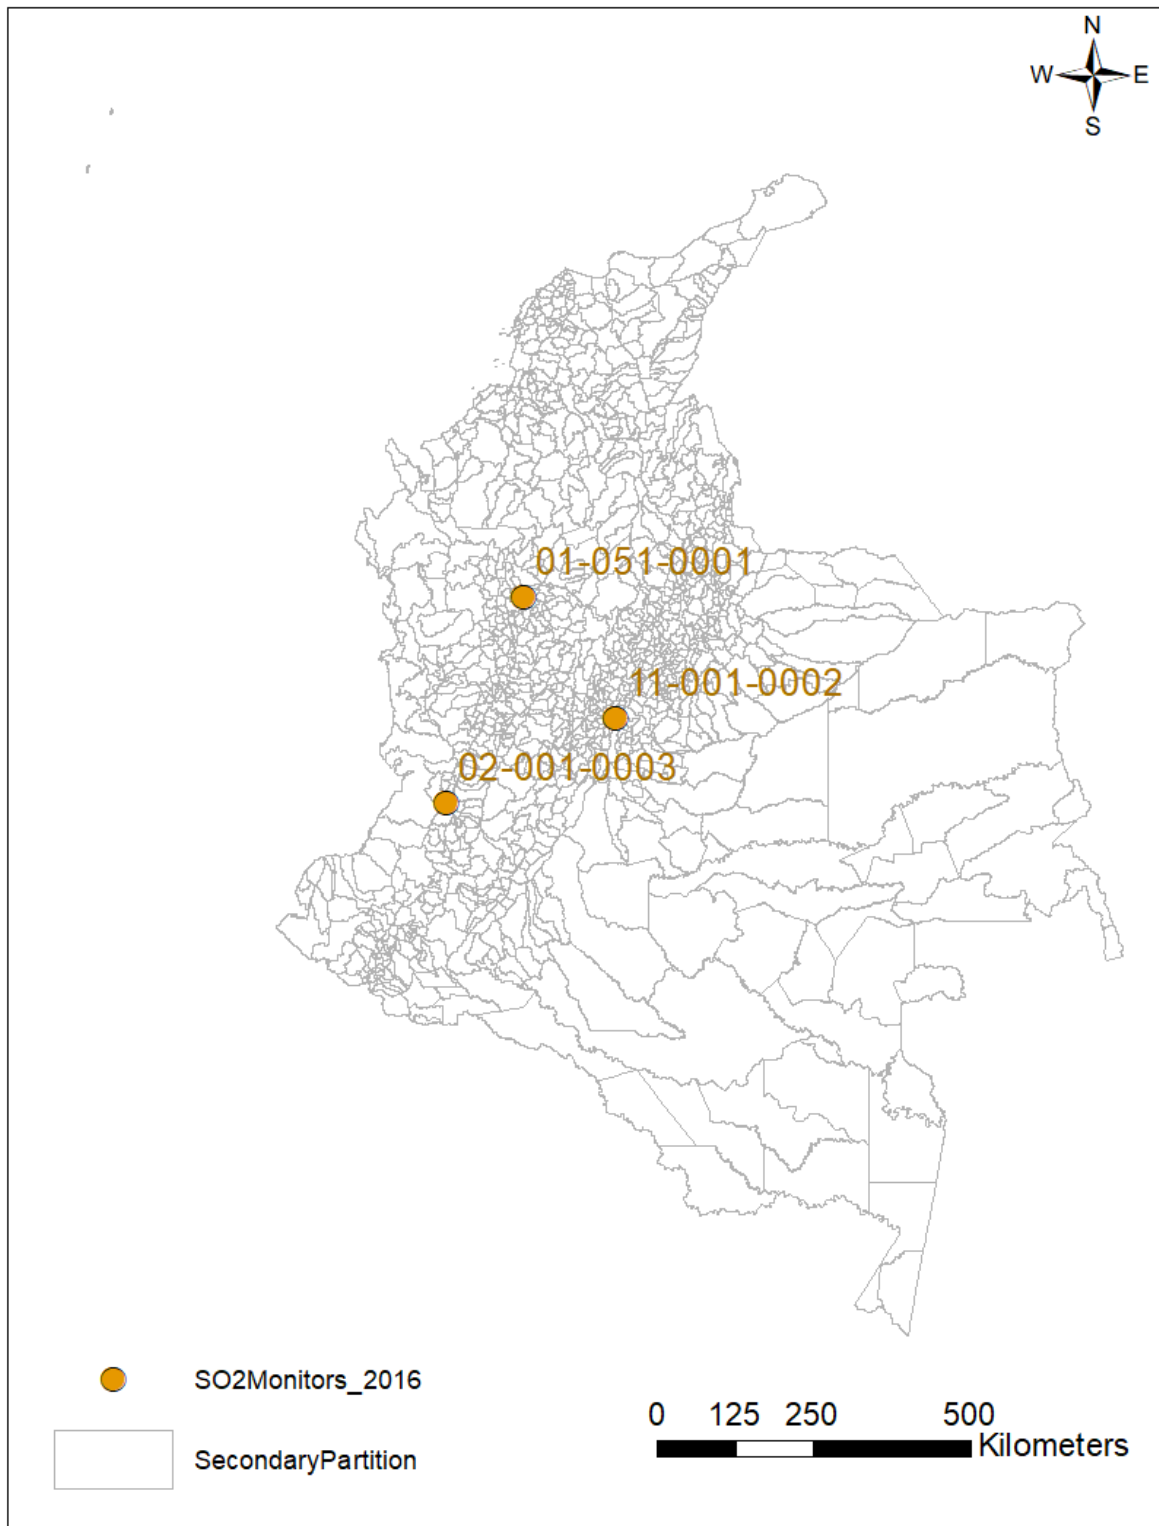 N
W E
S
01-051-0001
11-001-0002
02-001-0003
SO2Monitors_2016
SecondaryPartition
0 125 250 500
Kilometers